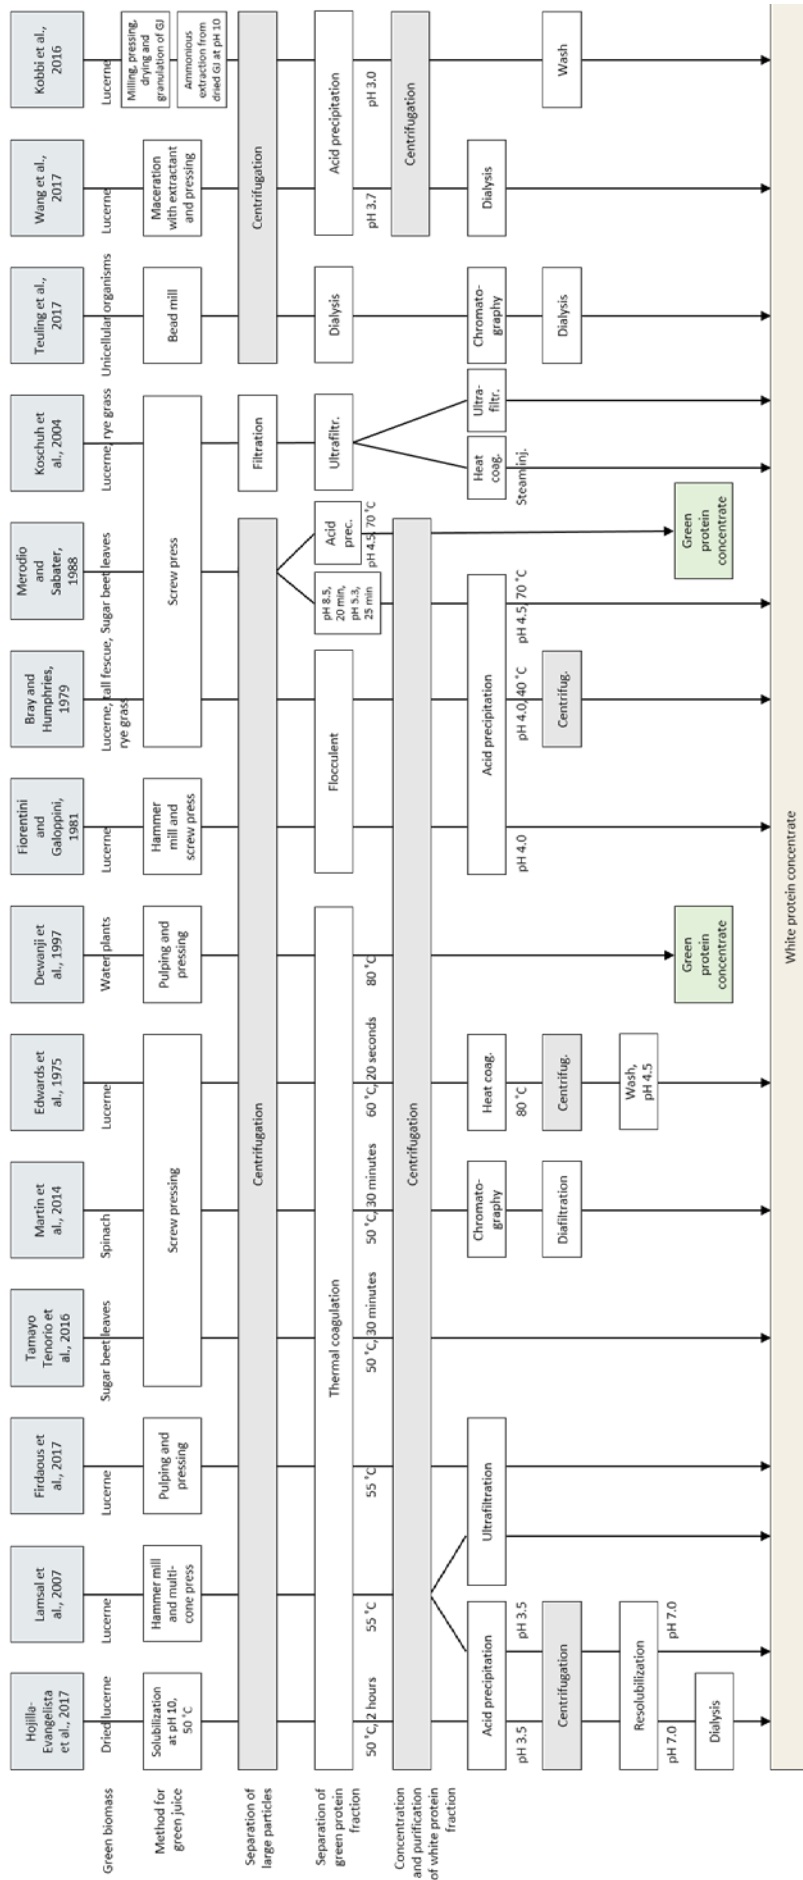 Hojilla-
Evangelista
et al., 2017
Lamsal et
al., 2007
Firdaous et
al., 2017
Tamayo
Tenorio et
al., 2016
Martin et
al., 2014
Edwards et
al., 1975
Dewanji et
al., 1997
Fiorentini
and
Galoppini,
1981
Bray and
Humphries,
1979
Merodio
and
Sabater,
1988
Koschuh et
al., 2004
Teuling et al.,
2017
Wang et al.,
2017
Kobbi et al.,
2016
Green biomass
Dried lucerne
Lucerne
Lucerne
Sugar beet leaves
Spinach
Lucerne
Water plants
Lucerne
Lucerne, tall fescue,
rye grass
Sugar beet leaves
Lucerne, rye grass
Unicellular organisms
Lucerne
Lucerne
Method for
green juice
Solubilization
at pH 10,
50 °C
Hammer mill
and multi-
cone press
Pulping and
pressing
Screw pressing
Pulping and
pressing
Hammer
mill and
screw press
Screw press
Bead mill
Maceration
with extractant
and pressing
Milling, pressing,
drying and
granulation of GJ
Ammonious
extraction from
dried GJ at pH 10
Separation of
large particles
Centrifugation
Centrifugation
Filtration
Centrifugation
Separation of
green protein
fraction
Thermal coagulation
50 °C, 2 hours
55 °C
55 °C
50 °C, 30 minutes
50 °C, 30 minutes
60 °C, 20 seconds
80 °C
Flocculent
pH 8.5,
20 min,
pH 5.3,
25 min
Acid
prec.
pH 4.5, 70 °C
Ultrafiltr.
Dialysis
Acid precipitation
pH 3.7
pH 3.0
Concentration
and purification
of white protein
fraction
Centrifugation
Centrifugation
Acid precipitation
pH 3.5
pH 3.5
Ultrafiltration
Chromato-
graphy
Heat coag.
80 °C
Acid precipitation
pH 4.0
pH 4.0, 40 °C
pH 4.5, 70 °C
Heat
coag.
Steam inj.
Ultra-
filtr.
Chromato-
graphy
Dialysis
Centrifugation
Diafiltration
Centrifug.
Centrifug.
Dialysis
Wash
Resolubilization
pH 7.0
pH 7.0
Wash,
pH 4.5
Dialysis
Green
protein
concentrate
Green
protein
concentrate
White protein concentrate